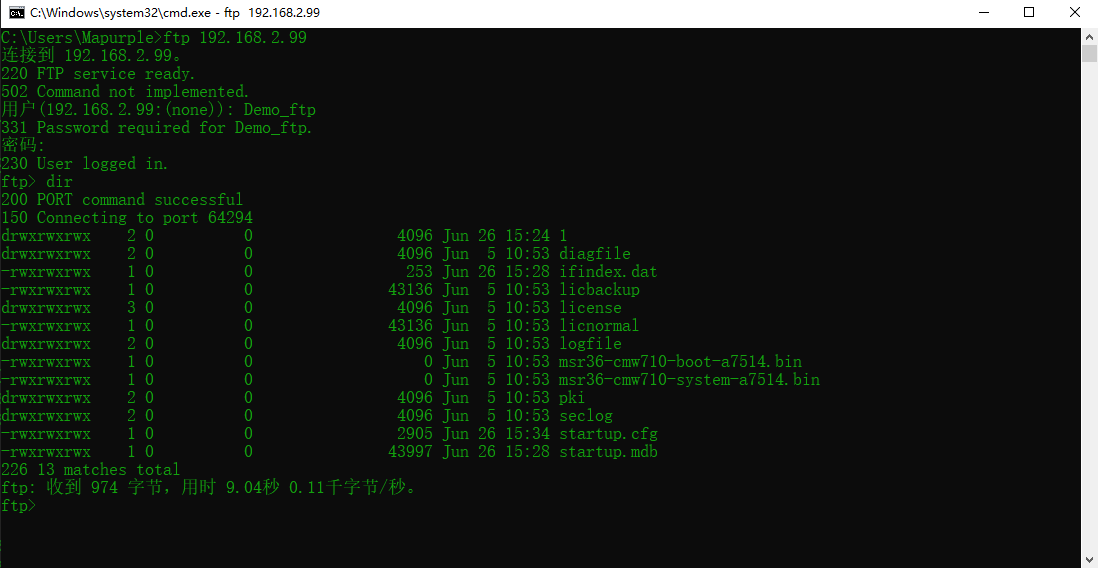 C:\Windows\system32\cmd.exe - ftp  192.168.2.99
C:\Users\Mapurple>ftp 192.168.2.99
连接到 192.168.2.99。
220 FTP service ready.
502 Command not implemented.
用户(192.168.2.99:(none)): Demo_ftp
331 Password required for Demo_ftp.
密码:
230 User logged in.
ftp> dir
200 PORT command successful
150 Connecting to port 64294
drwxrwxrwx    2 0          0                4096 Jun 26 15:24 1
drwxrwxrwx    2 0          0                4096 Jun  5 10:53 diagfile
-rwxrwxrwx    1 0          0                 253 Jun 26 15:28 ifindex.dat
-rwxrwxrwx    1 0          0               43136 Jun  5 10:53 licbackup
drwxrwxrwx    3 0          0                4096 Jun  5 10:53 license
-rwxrwxrwx    1 0          0               43136 Jun  5 10:53 licnormal
drwxrwxrwx    2 0          0                4096 Jun  5 10:53 logfile
-rwxrwxrwx    1 0          0                   0 Jun  5 10:53 msr36-cmw710-boot-a7514.bin
-rwxrwxrwx    1 0          0                   0 Jun  5 10:53 msr36-cmw710-system-a7514.bin
drwxrwxrwx    2 0          0                4096 Jun  5 10:53 pki
drwxrwxrwx    2 0          0                4096 Jun  5 10:53 seclog
-rwxrwxrwx    1 0          0                2905 Jun 26 15:34 startup.cfg
-rwxrwxrwx    1 0          0               43997 Jun 26 15:28 startup.mdb
226 13 matches total
ftp: 收到 974 字节，用时 9.04秒 0.11千字节/秒。
ftp>